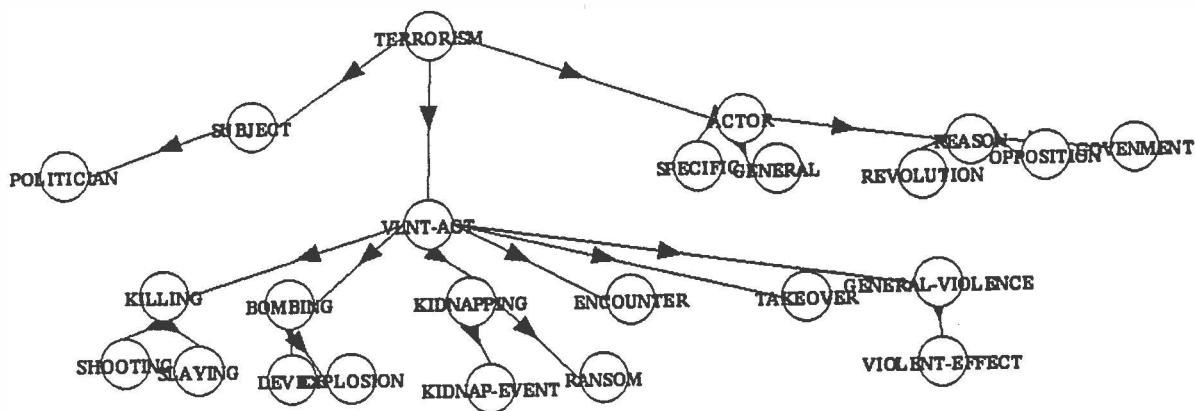 TERRORISM
SUBJECT
ACTOR
REASON
OPPOSITION
GOVENMENT
POLITICIAN
SPECIFIC
GENERAL
REVOLUTION
VLNT-ACT
KILLING
BOMBING
KIDNAPPING
ENCOUNTER
TAKEOVER
GENERAL-VIOLENCE
SHOOTING
SLAYING
DEVICE
EXPLOSION
KIDNAP-EVENT
RANSOM
VIOLENT-EFFECT